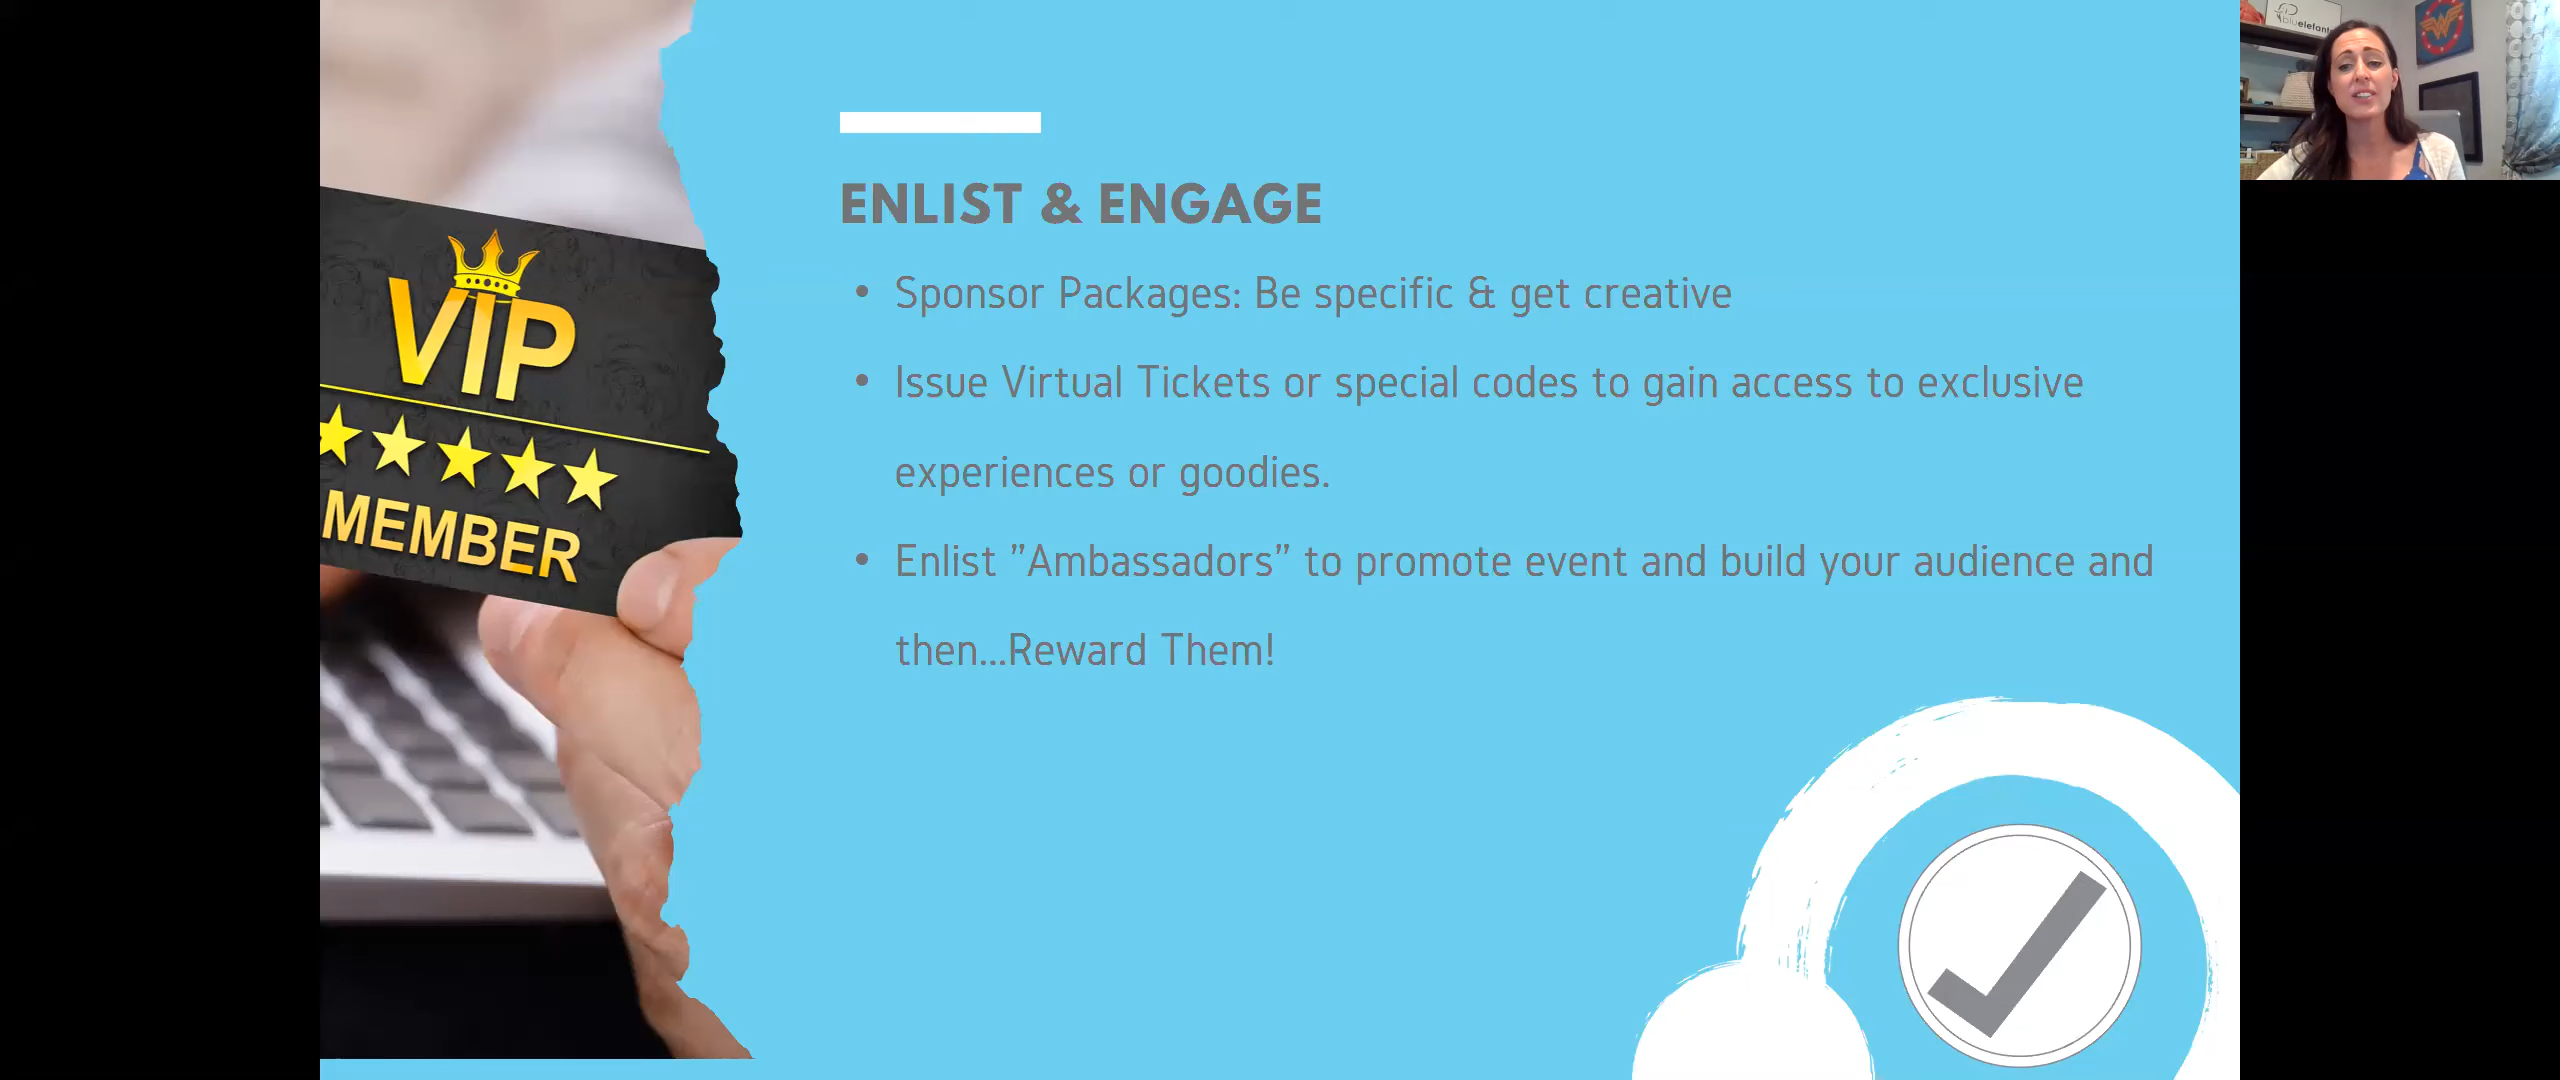 VIP
MEMBER
ENLIST & ENGAGE
• Sponsor Packages: Be specific & get creative
• Issue Virtual Tickets or special codes to gain access to exclusive
experiences or goodies.
• Enlist ”Ambassadors” to promote event and build your audience and
then...Reward Them!
bluelefant